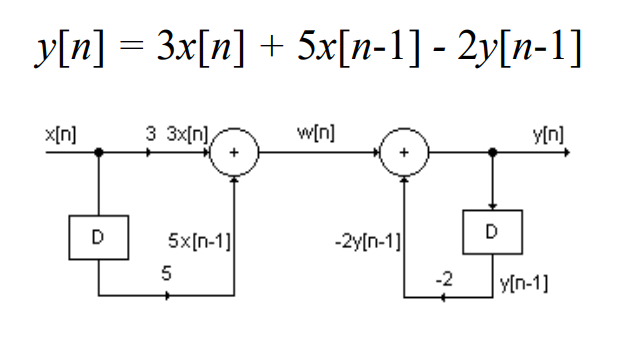 y[n] = 3x[n] + 5x[n-1] - 2y[n-1]
x[n] 3 3x[n] + w[n] + y[n]
D 5x[n-1] -2y[n-1] D
5 -2 y[n-1]